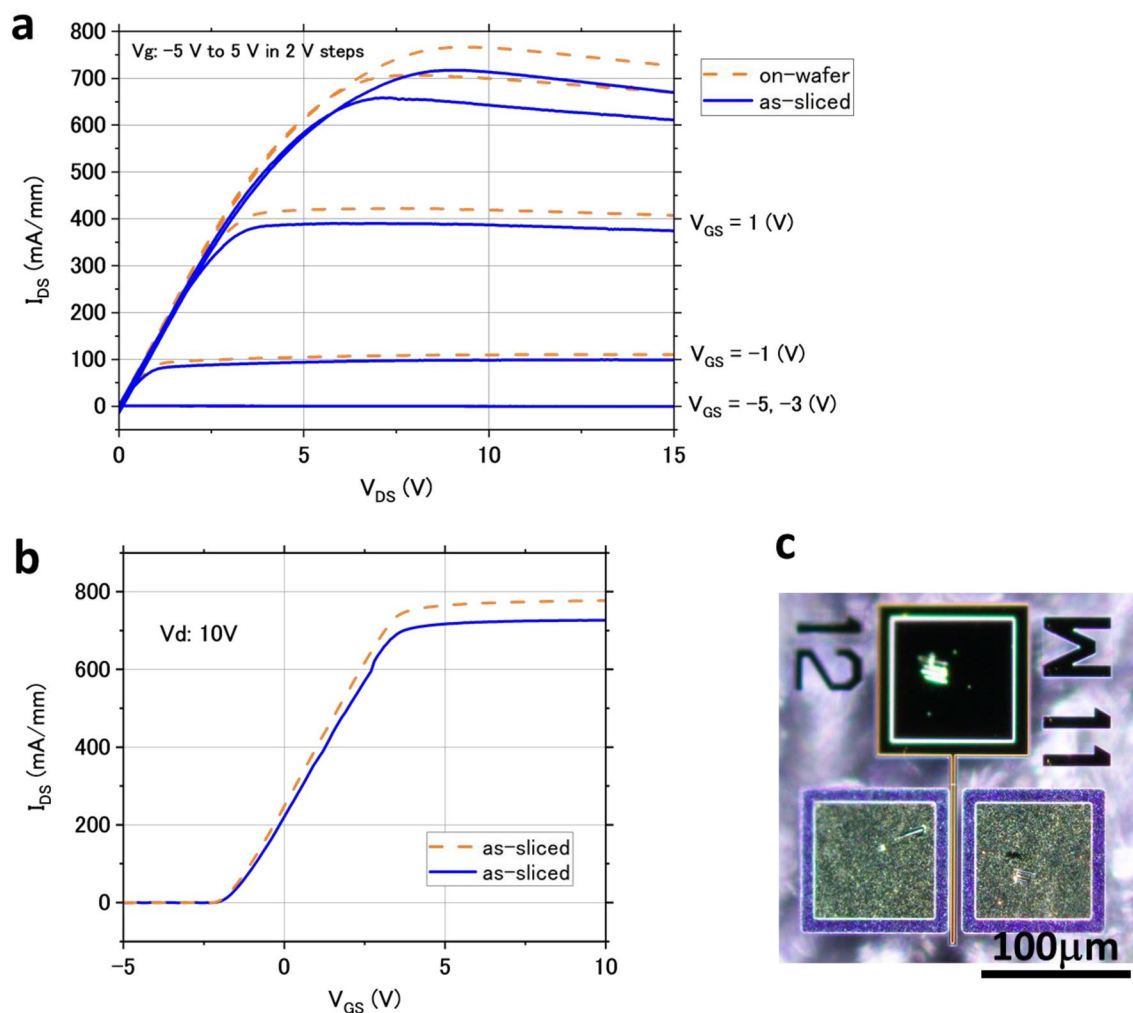 a
Vg: −5 V to 5 V in 2 V steps
on-wafer
as-sliced
800
700
600
500
400
300
200
100
0
I_DS (mA/mm)
V_GS = 1 (V)
V_GS = −1 (V)
V_GS = −5, −3 (V)
0
5
10
15
V_DS (V)
b
Vd: 10V
800
600
400
200
0
I_DS (mA/mm)
as-sliced
as-sliced
−5
0
5
10
V_GS (V)
c
12
M 11
100μm